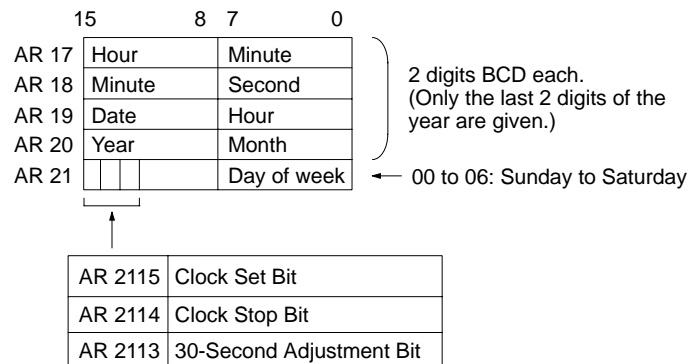 15 8 7 0
AR 17 Hour Minute
AR 18 Minute Second
AR 19 Date Hour
AR 20 Year Month
AR 21 Day of week
2 digits BCD each.
(Only the last 2 digits of the
year are given.)
00 to 06: Sunday to Saturday
AR 2115 Clock Set Bit
AR 2114 Clock Stop Bit
AR 2113 30-Second Adjustment Bit